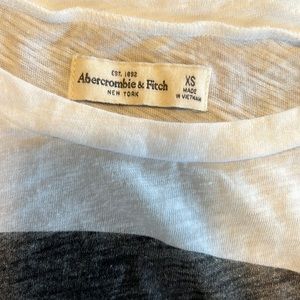 EST. 1892
Abercrombie & Fitch
NEW YORK
XS
MADE
IN VIETNAM